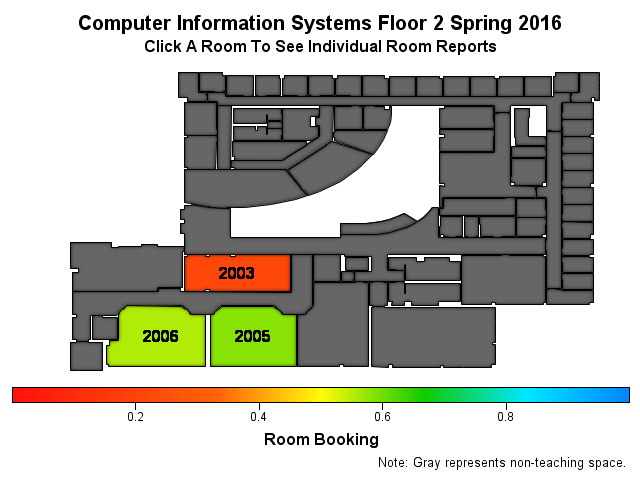 Computer Information Systems Floor 2 Spring 2016
Click A Room To See Individual Room Reports
2003
2006
2005
0.2
0.4
0.6
0.8
Room Booking
Note: Gray represents non-teaching space.